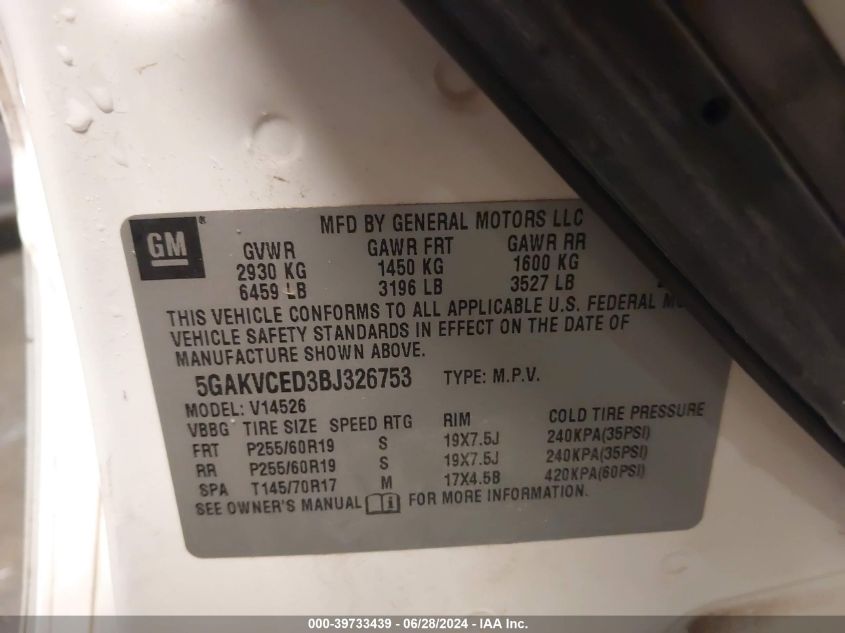 GM ®
MFD BY GENERAL MOTORS LLC
GVWR GAWR FRT GAWR RR
2930 KG 1450 KG 1600 KG
6459 LB 3196 LB 3527 LB
THIS VEHICLE CONFORMS TO ALL APPLICABLE U.S. FEDERAL
VEHICLE SAFETY STANDARDS IN EFFECT ON THE DATE OF
MANUFACTURE SHOWN ABOVE.
5GAKVCED3BJ326753 TYPE: M.P.V.
MODEL: V14526
VBBG TIRE SIZE SPEED RTG RIM COLD TIRE PRESSURE
FRT P255/60R19 S 19X7.5J 240KPA(35PSI)
RR P255/60R19 S 19X7.5J 240KPA(35PSI)
SPA T145/70R17 M 17X4.5B 420KPA(60PSI)
SEE OWNER'S MANUAL i FOR MORE INFORMATION.
000-39733439 - 06/28/2024 - IAA Inc.